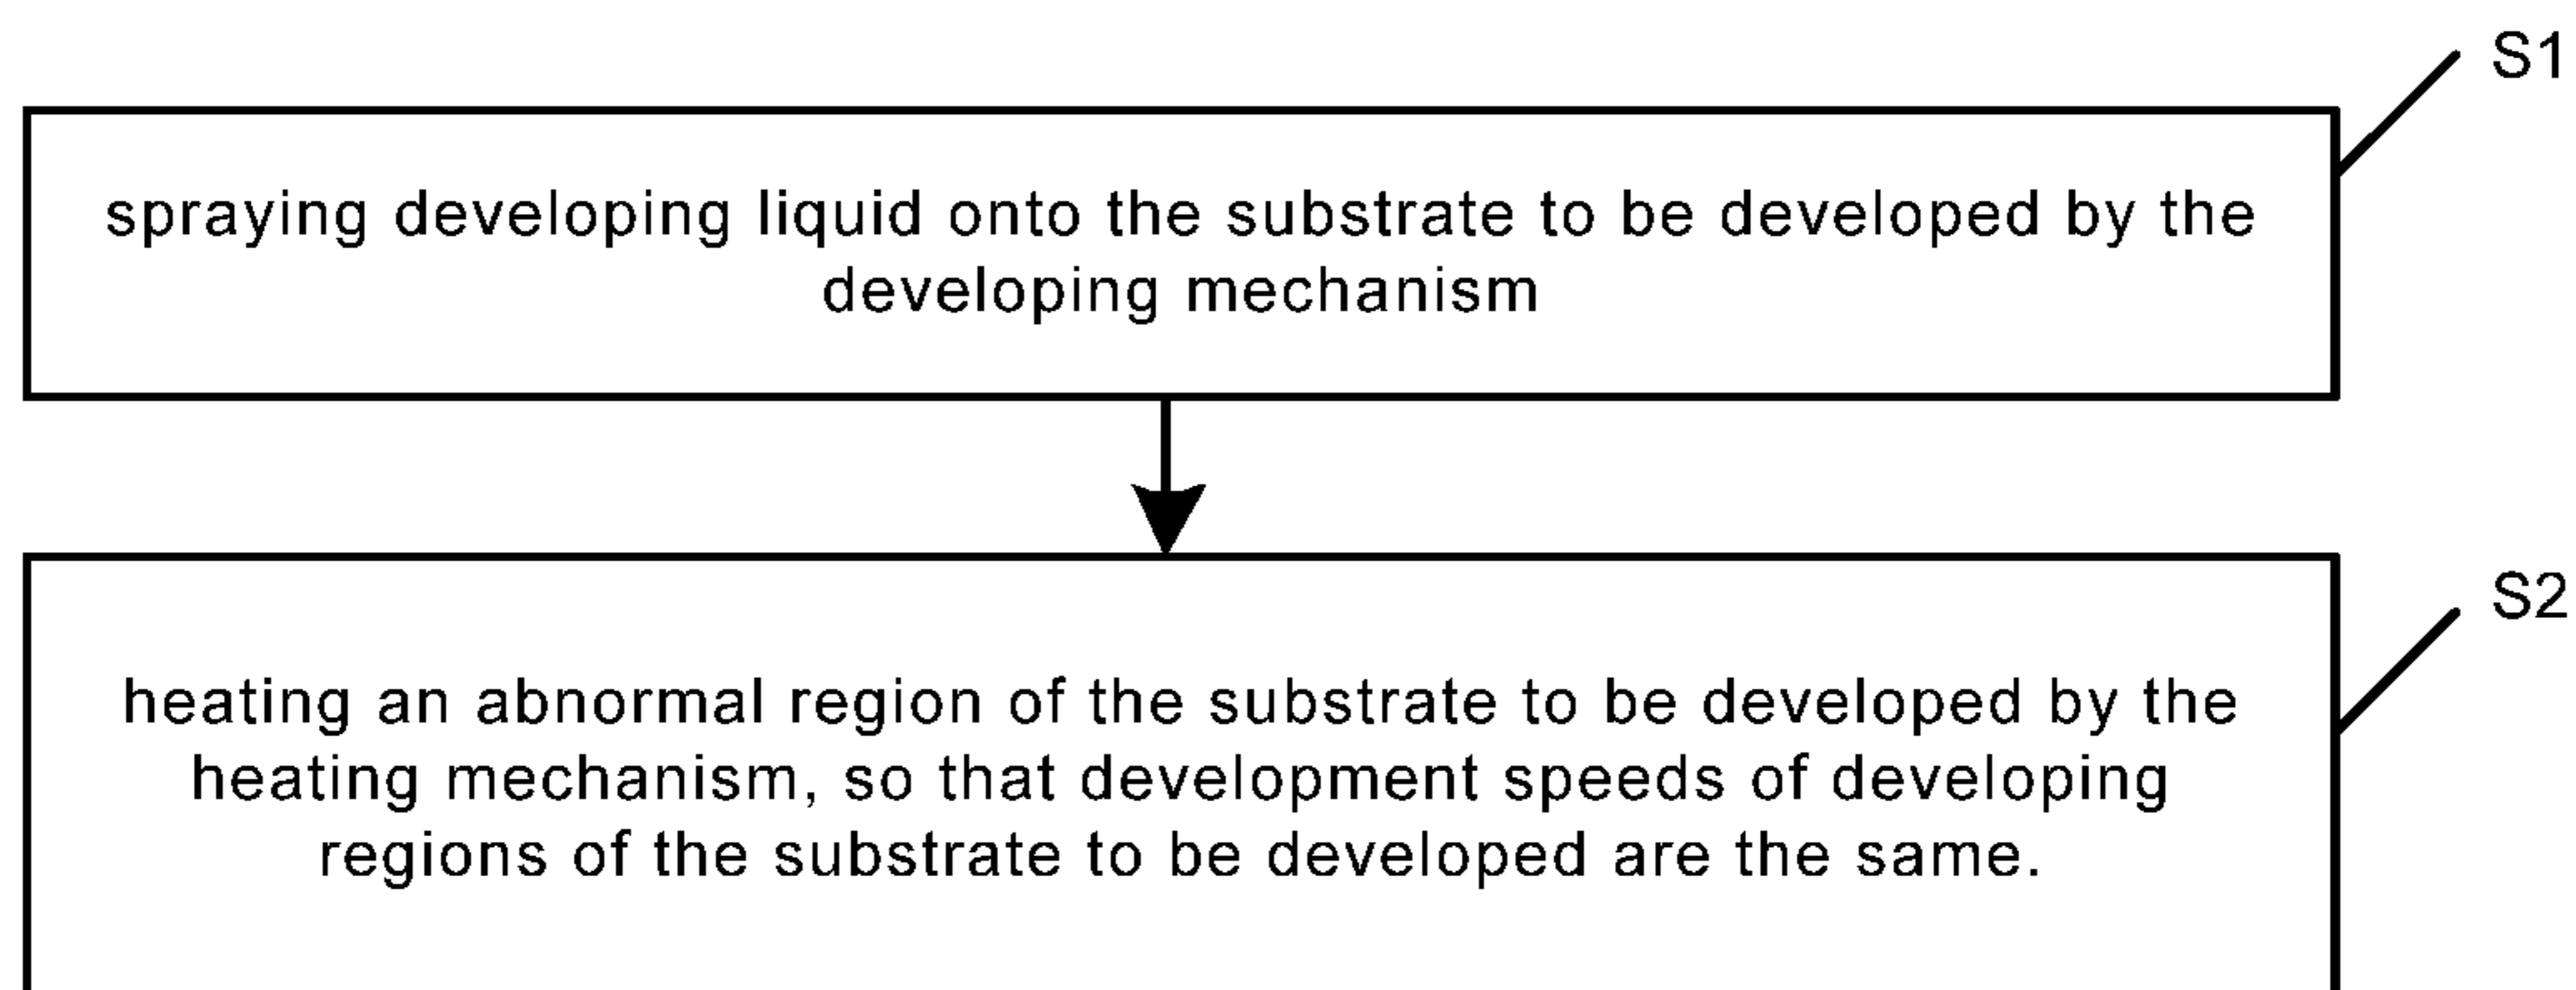 S1
spraying developing liquid onto the substrate to be developed by the
developing mechanism
S2
heating an abnormal region of the substrate to be developed by the
heating mechanism, so that development speeds of developing
regions of the substrate to be developed are the same.